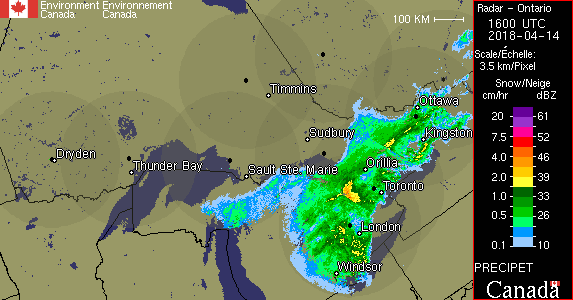 Environment Environnement
Canada Canada
100 KM
Timmins
Ottawa
Sudbury
Kingston
Dryden
Thunder Bay
Sault Ste. Marie
Orillia
Toronto
London
Windsor
Radar - Ontario
1600 UTC
2018-04-14
Scale/Échelle:
3.5 km/Pixel
Snow/Neige
cm/hr dBZ
20 61
7.5 52
4.0 46
2.0 39
1.0 33
0.5 26
0.1 10
PRECIPET
Canada